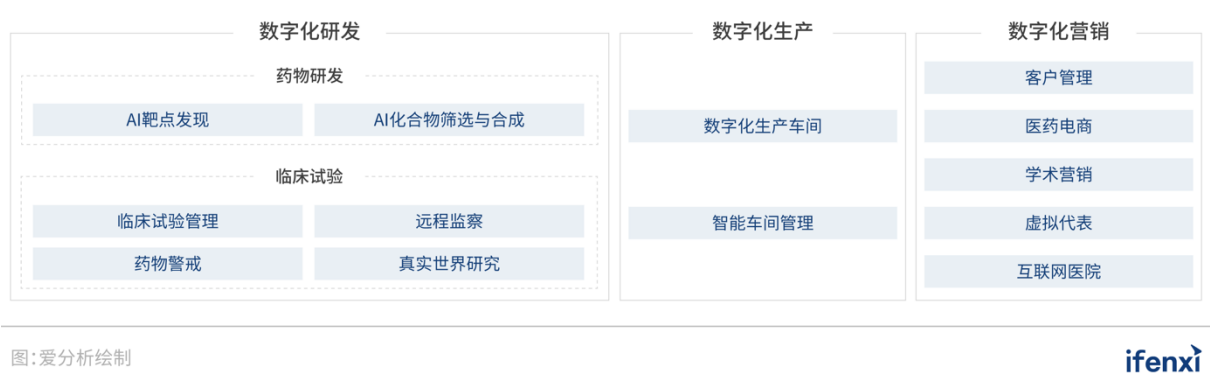 数字化研发
药物研发
AI靶点发现
AI化合物筛选与合成
临床试验
临床试验管理
远程监察
药物警戒
真实世界研究
数字化生产
数字化生产车间
智能车间管理
数字化营销
客户管理
医药电商
学术营销
虚拟代表
互联网医院
图:爱分析绘制
ifenxi